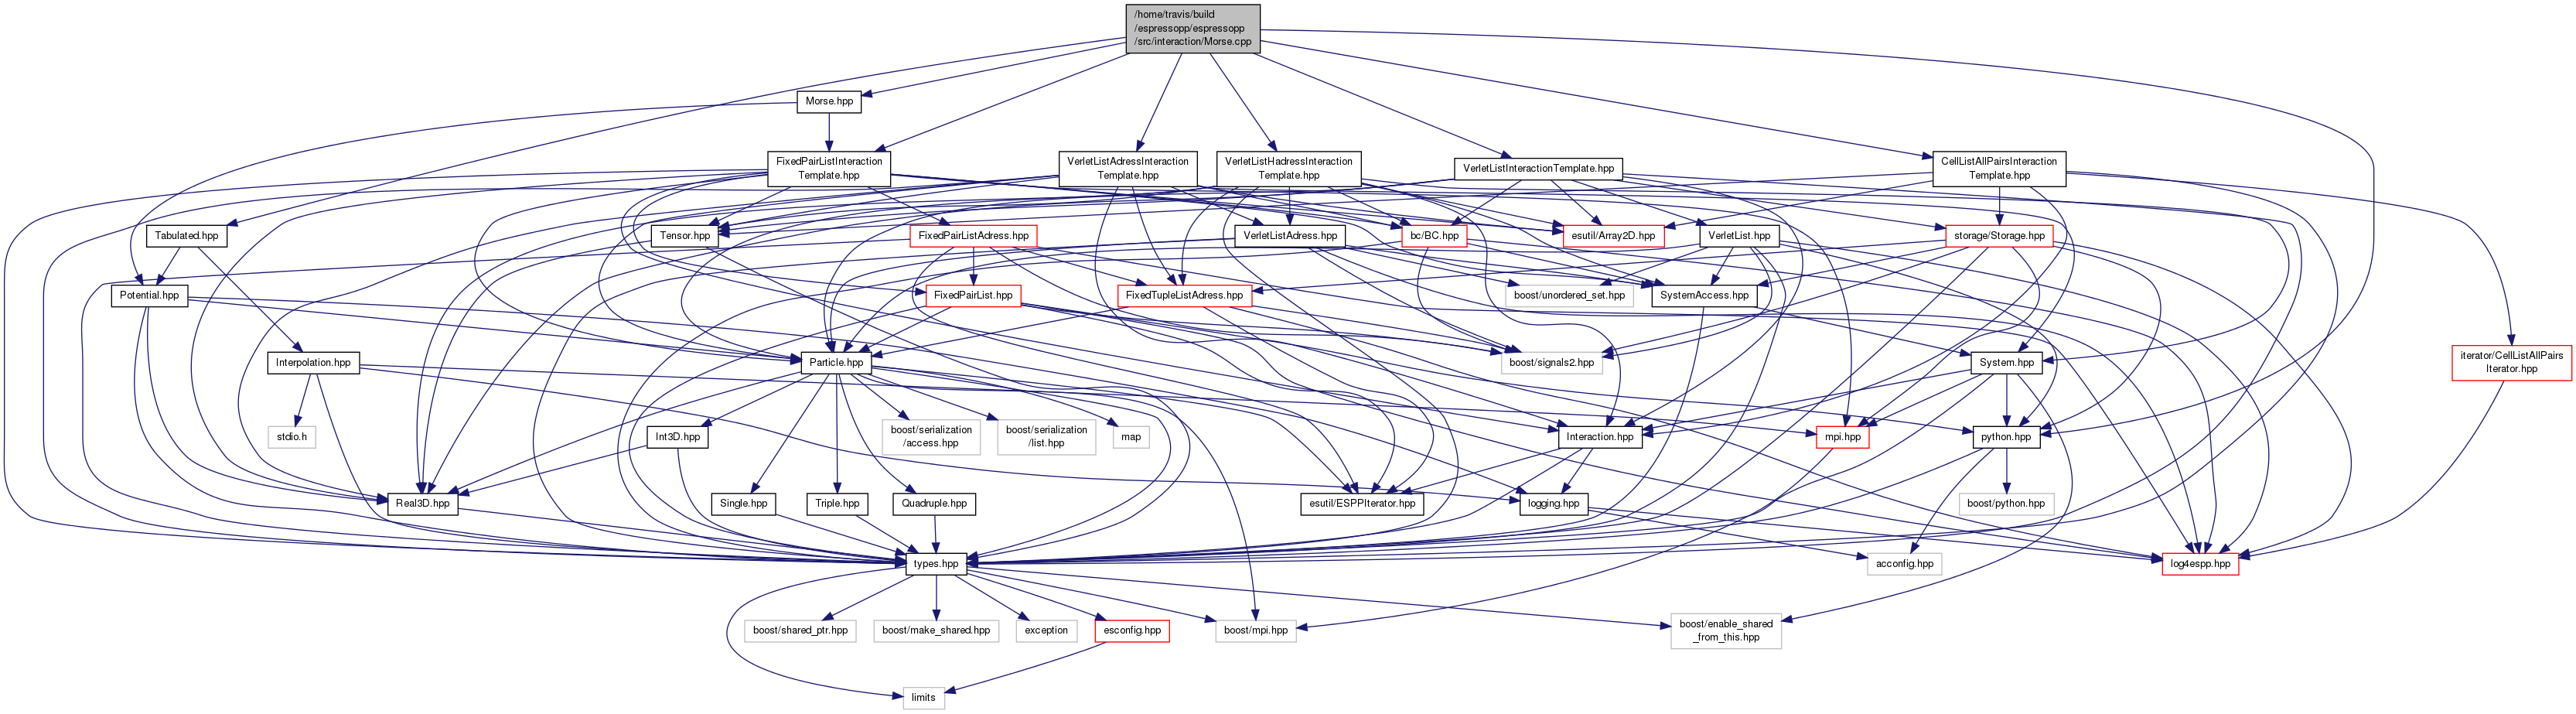 /home/travis/build
/espressopp/espressopp
/src/interaction/Morse.cpp
Morse.hpp
FixedPairListInteraction
Template.hpp
VerletListAdressInteraction
Template.hpp
VerletListHadressInteraction
Template.hpp
VerletListInteractionTemplate.hpp
CellListAllPairsInteraction
Template.hpp
Tabulated.hpp
Tensor.hpp
FixedPairListAdress.hpp
VerletListAdress.hpp
bc/BC.hpp
esutil/Array2D.hpp
VerletList.hpp
storage/Storage.hpp
Potential.hpp
FixedPairList.hpp
FixedTupleListAdress.hpp
boost/unordered_set.hpp
SystemAccess.hpp
Interpolation.hpp
Particle.hpp
boost/signals2.hpp
System.hpp
iterator/CellListAllPairs
Iterator.hpp
stdio.h
Int3D.hpp
boost/serialization
/access.hpp
boost/serialization
/list.hpp
map
Interaction.hpp
mpi.hpp
python.hpp
Real3D.hpp
Single.hpp
Triple.hpp
Quadruple.hpp
esutil/ESPPIterator.hpp
logging.hpp
boost/python.hpp
types.hpp
acconfig.hpp
log4espp.hpp
boost/shared_ptr.hpp
boost/make_shared.hpp
exception
esconfig.hpp
boost/mpi.hpp
boost/enable_shared
_from_this.hpp
limits